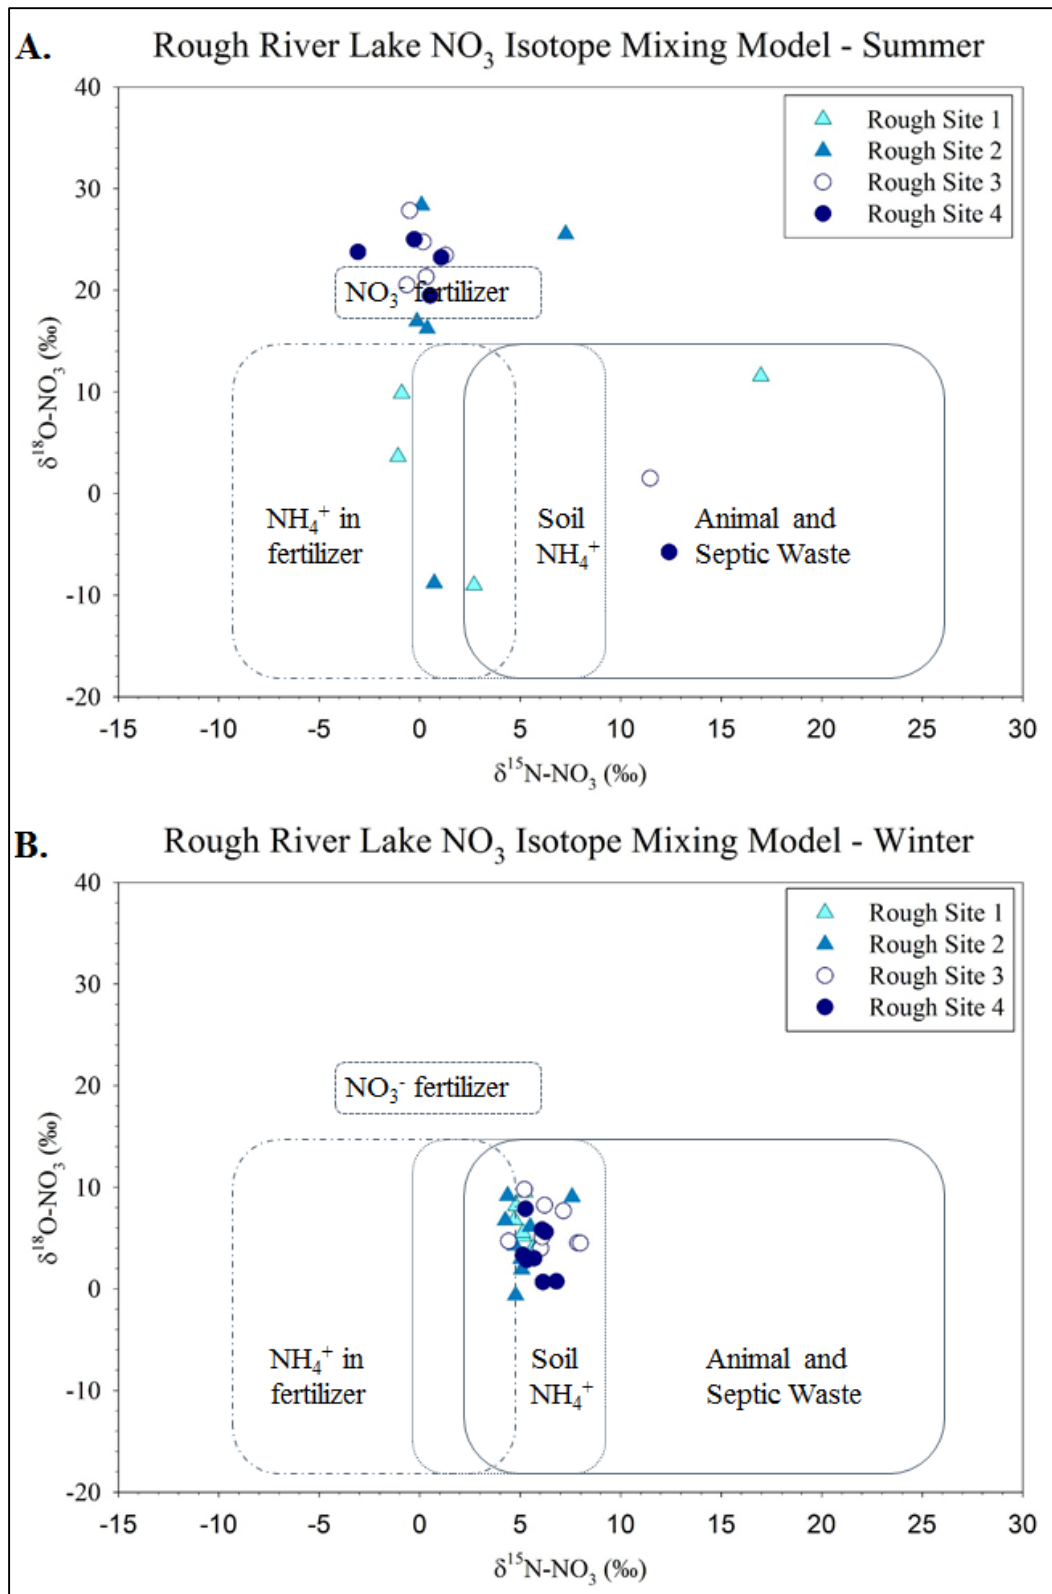 A.
Rough River Lake NO₃ Isotope Mixing Model - Summer
40
30
20
10
0
-10
-20
δ¹⁸O-NO₃ (‰)
Rough Site 1
Rough Site 2
Rough Site 3
Rough Site 4
NO₃⁻ fertilizer
NH₄⁺ in
fertilizer
Soil
NH₄⁺
Animal and
Septic Waste
-15 -10 -5 0 5 10 15 20 25 30
δ¹⁵N-NO₃ (‰)
B.
Rough River Lake NO₃ Isotope Mixing Model - Winter
40
30
20
10
0
-10
-20
δ¹⁸O-NO₃ (‰)
Rough Site 1
Rough Site 2
Rough Site 3
Rough Site 4
NO₃⁻ fertilizer
NH₄⁺ in
fertilizer
Soil
NH₄⁺
Animal and
Septic Waste
-15 -10 -5 0 5 10 15 20 25 30
δ¹⁵N-NO₃ (‰)